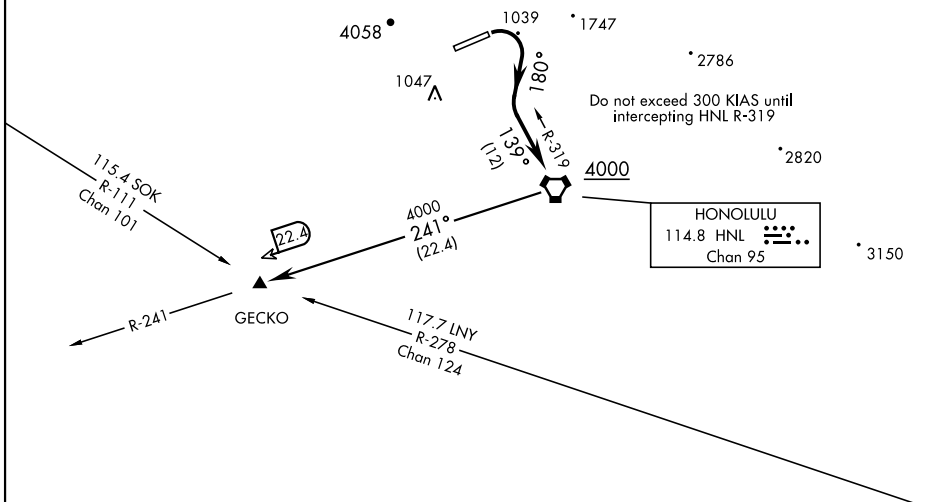 4058
1039
1747
2786
1047
180°
Do not exceed 300 KIAS until
intercepting HNL R-319
R-319
139°
(12)
2820
4000
115.4 SOK
R-111
Chan 101
4000
241°
(22.4)
HONOLULU
114.8 HNL
Chan 95
3150
22.4
GECKO
R-241
117.7 LNY
R-278
Chan 124